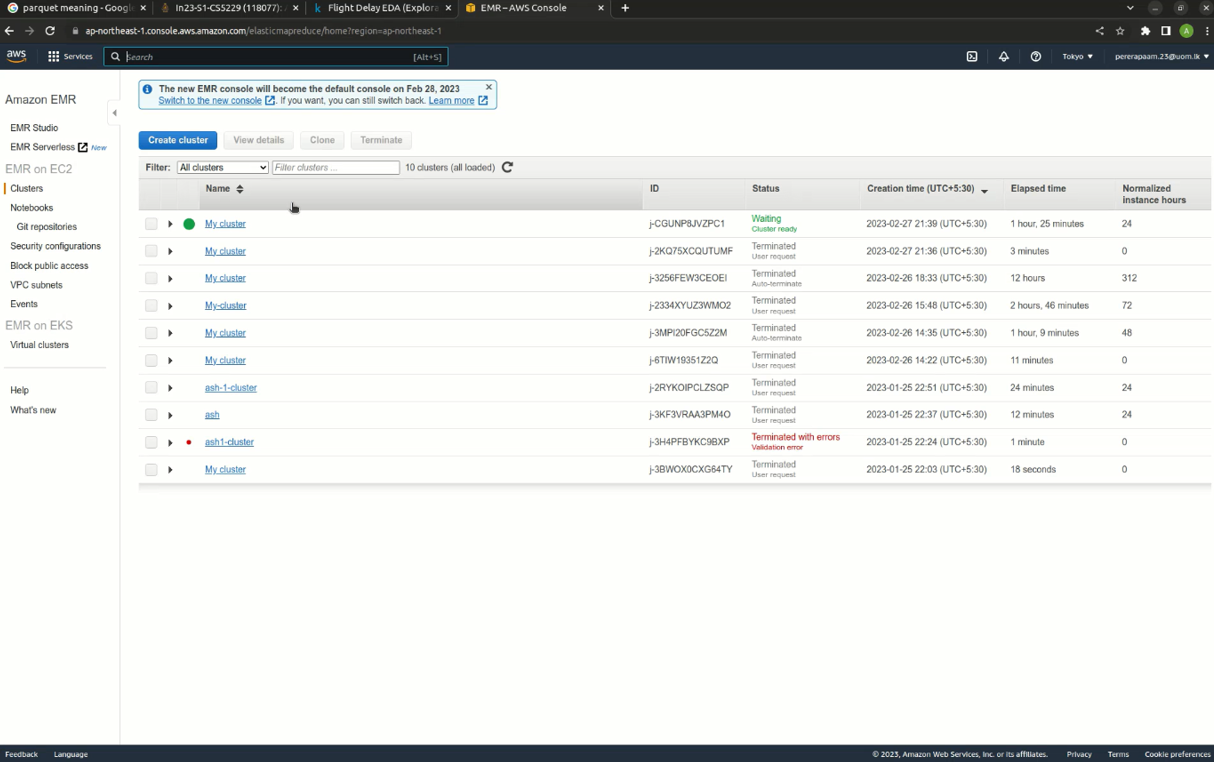 parquet meaning - Goog
In23-S1-CS5229 (118077):
Flight Delay EDA (Explora
EMR – AWS Console
ap-northeast-1.console.aws.amazon.com/elasticmapreduce/home?region=ap-northeast-1
aws Services Search [Alt+S] Tokyo pererapaam.23@uom.lk
Amazon EMR
EMR Studio
EMR Serverless New
EMR on EC2
Clusters
Notebooks
Git repositories
Security configurations
Block public access
VPC subnets
Events
EMR on EKS
Virtual clusters
Help
What's new
The new EMR console will become the default console on Feb 28, 2023
Switch to the new console . If you want, you can still switch back. Learn more
Create cluster View details Clone Terminate
Filter: All clusters Filter clusters ... 10 clusters (all loaded)
Name ID Status Creation time (UTC+5:30) Elapsed time Normalized instance hours
My cluster j-CGUNP8JVZPC1 Waiting 2023-02-27 21:39 (UTC+5:30) 1 hour, 25 minutes 24
Cluster ready
My cluster j-2KQ75XCQUTUMF Terminated 2023-02-27 21:36 (UTC+5:30) 3 minutes 0
User request
My cluster j-3256FEW3CEOEI Terminated 2023-02-26 18:33 (UTC+5:30) 12 hours 312
Auto-terminate
My-cluster j-2334XYUZ3WMO2 Terminated 2023-02-26 15:48 (UTC+5:30) 2 hours, 46 minutes 72
User request
My cluster j-3MPI20FGC5Z2M Terminated 2023-02-26 14:35 (UTC+5:30) 1 hour, 9 minutes 48
Auto-terminate
My cluster j-6TIW19351Z2Q Terminated 2023-02-26 14:22 (UTC+5:30) 11 minutes 0
User request
ash-1-cluster j-2RYKOIPCLZSQP Terminated 2023-01-25 22:51 (UTC+5:30) 24 minutes 24
User request
ash j-3KF3VRAA3PM4O Terminated 2023-01-25 22:37 (UTC+5:30) 12 minutes 24
User request
ash1-cluster j-3H4PFBYKC9BXP Terminated with errors 2023-01-25 22:24 (UTC+5:30) 1 minute 0
Validation error
My cluster j-3BWOX0CXG64TY Terminated 2023-01-25 22:03 (UTC+5:30) 18 seconds 0
User request
Feedback Language © 2023, Amazon Web Services, Inc. or its affiliates. Privacy Terms Cookie preferences